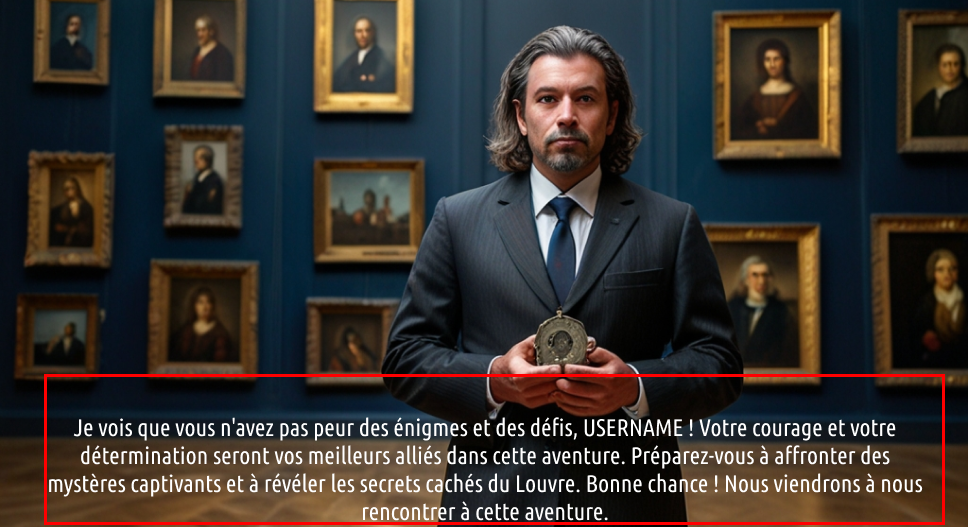 Je vois que vous n'avez pas peur des énigmes et des défis, USERNAME ! Votre courage et votre
détermination seront vos meilleurs alliés dans cette aventure. Préparez-vous à affronter des
mystères captivants et à révéler les secrets cachés du Louvre. Bonne chance ! Nous viendrons à nous
rencontrer à cette aventure.